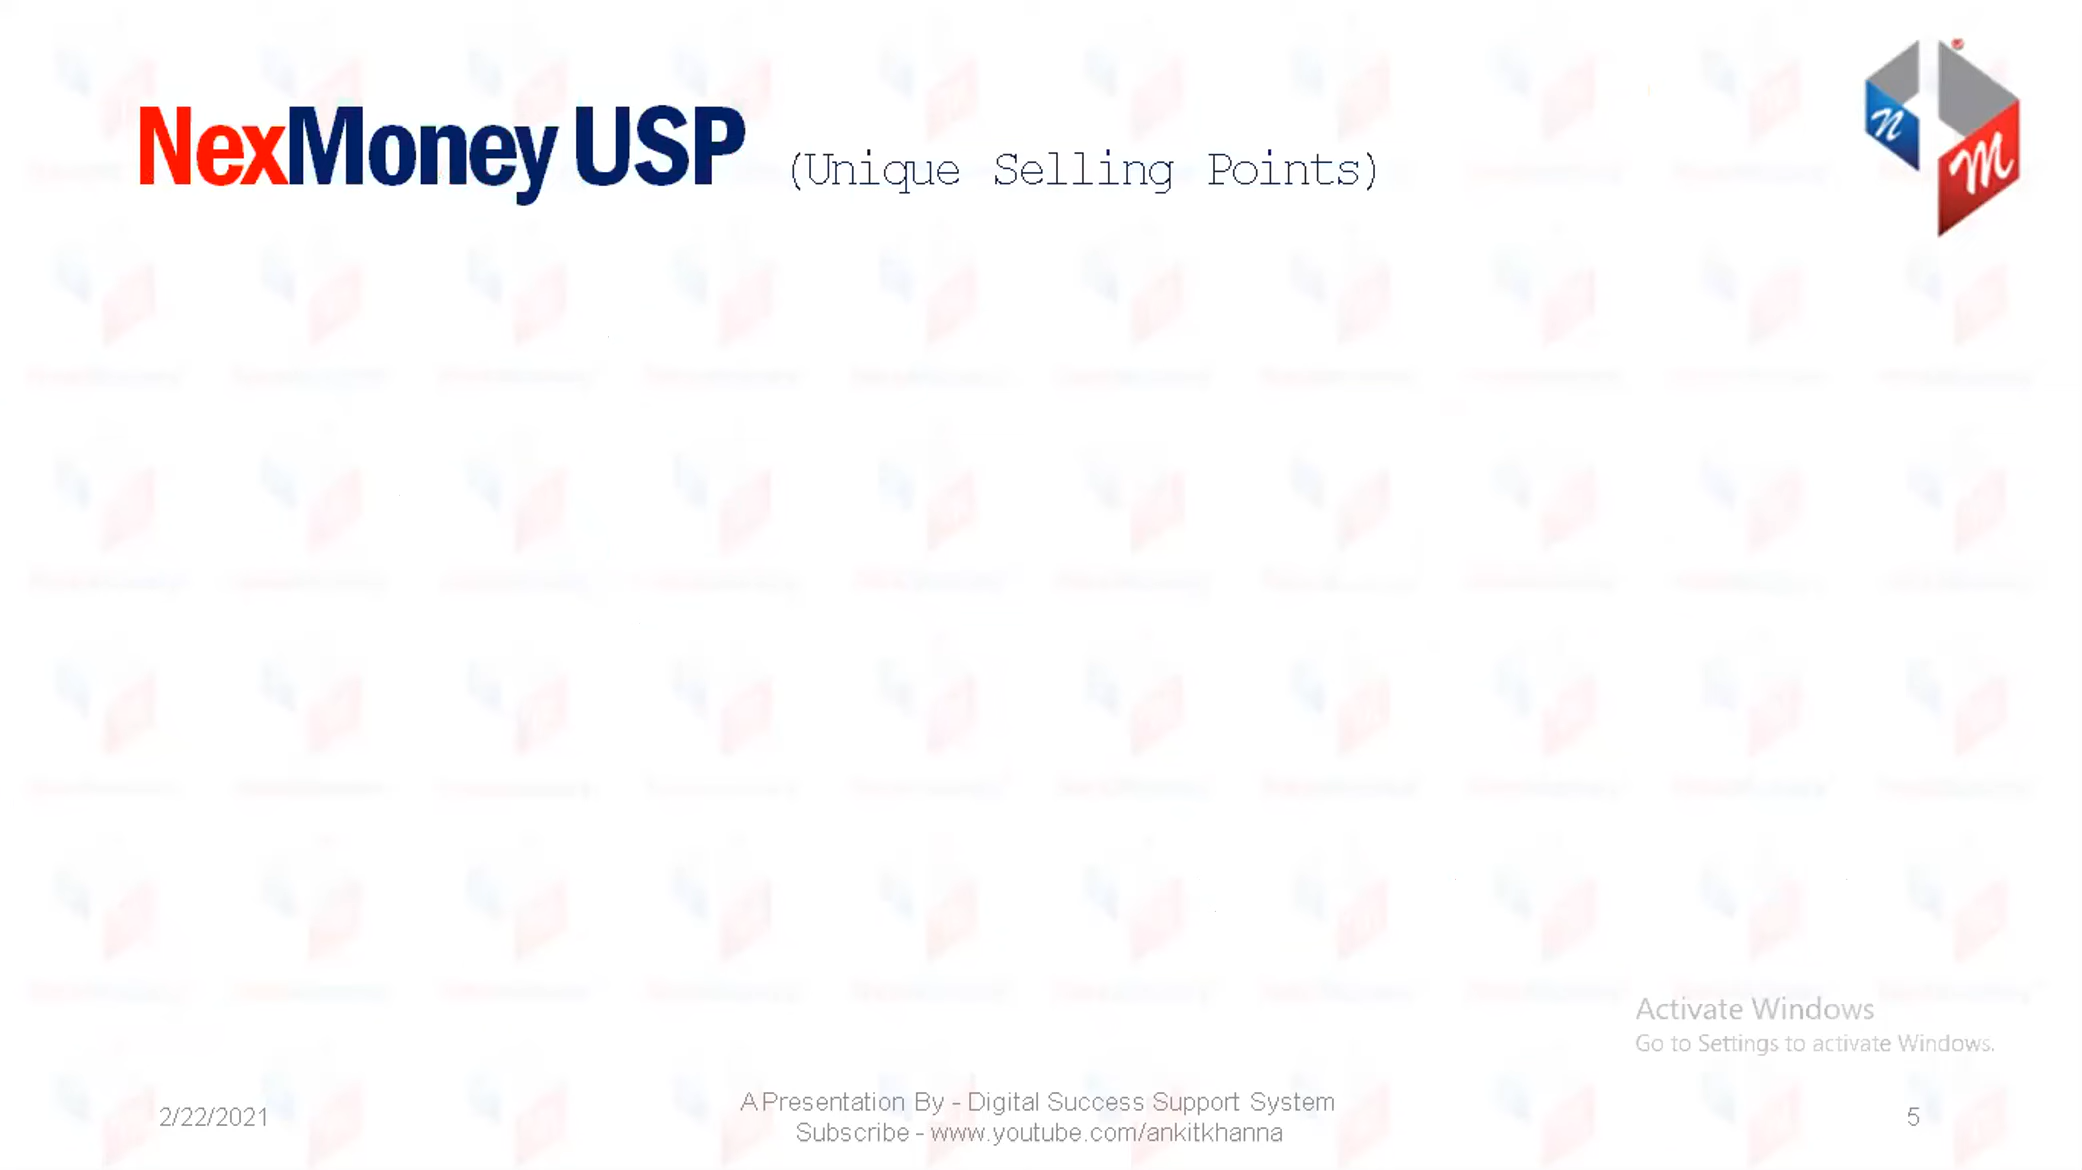 NexMoney USP (Unique Selling Points)
n
m
Activate Windows
Go to Settings to activate Windows.
2/22/2021
A Presentation By - Digital Success Support System
Subscribe - www.youtube.com/ankitkhanna
5